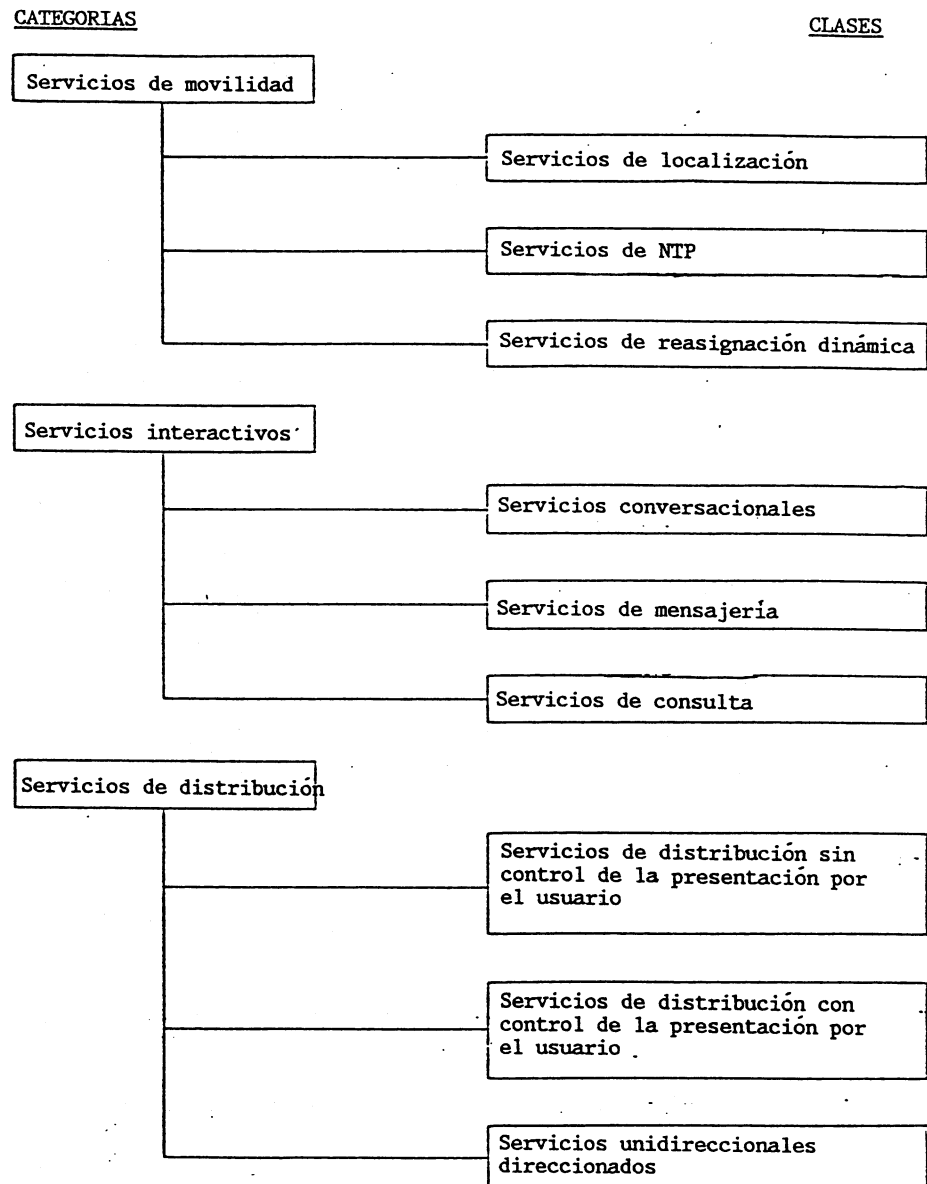 CATEGORIAS
CLASES
Servicios de movilidad
Servicios de localización
Servicios de NTP
Servicios de reasignación dinámica
Servicios interactivos
Servicios conversacionales
Servicios de mensajería
Servicios de consulta
Servicios de distribución
Servicios de distribución sin
control de la presentación por
el usuario
Servicios de distribución con
control de la presentación por
el usuario
Servicios unidireccionales
direccionados